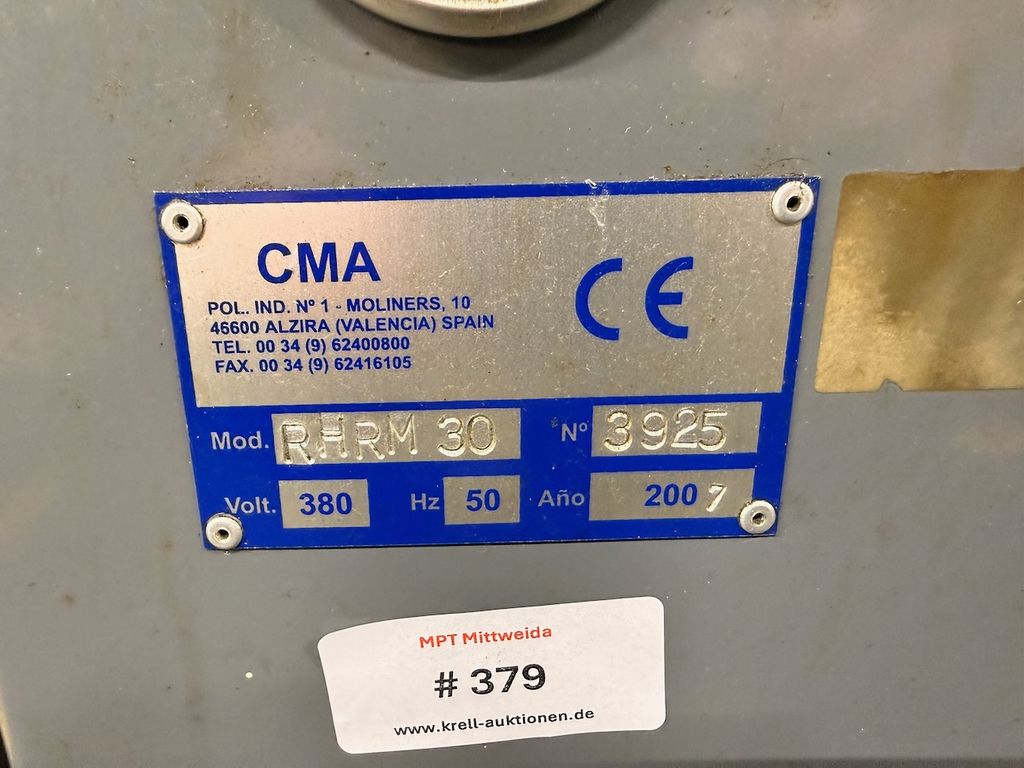 CMA
CE
POL. IND. Nº 1 - MOLINERS, 10
46600 ALZIRA (VALENCIA) SPAIN
TEL. 00 34 (9) 62400800
FAX. 00 34 (9) 62416105
Mod. RHRM 30 Nº 3925
Volt. 380 Hz 50 Año 2007
MPT Mittweida
# 379
www.krell-auktionen.de